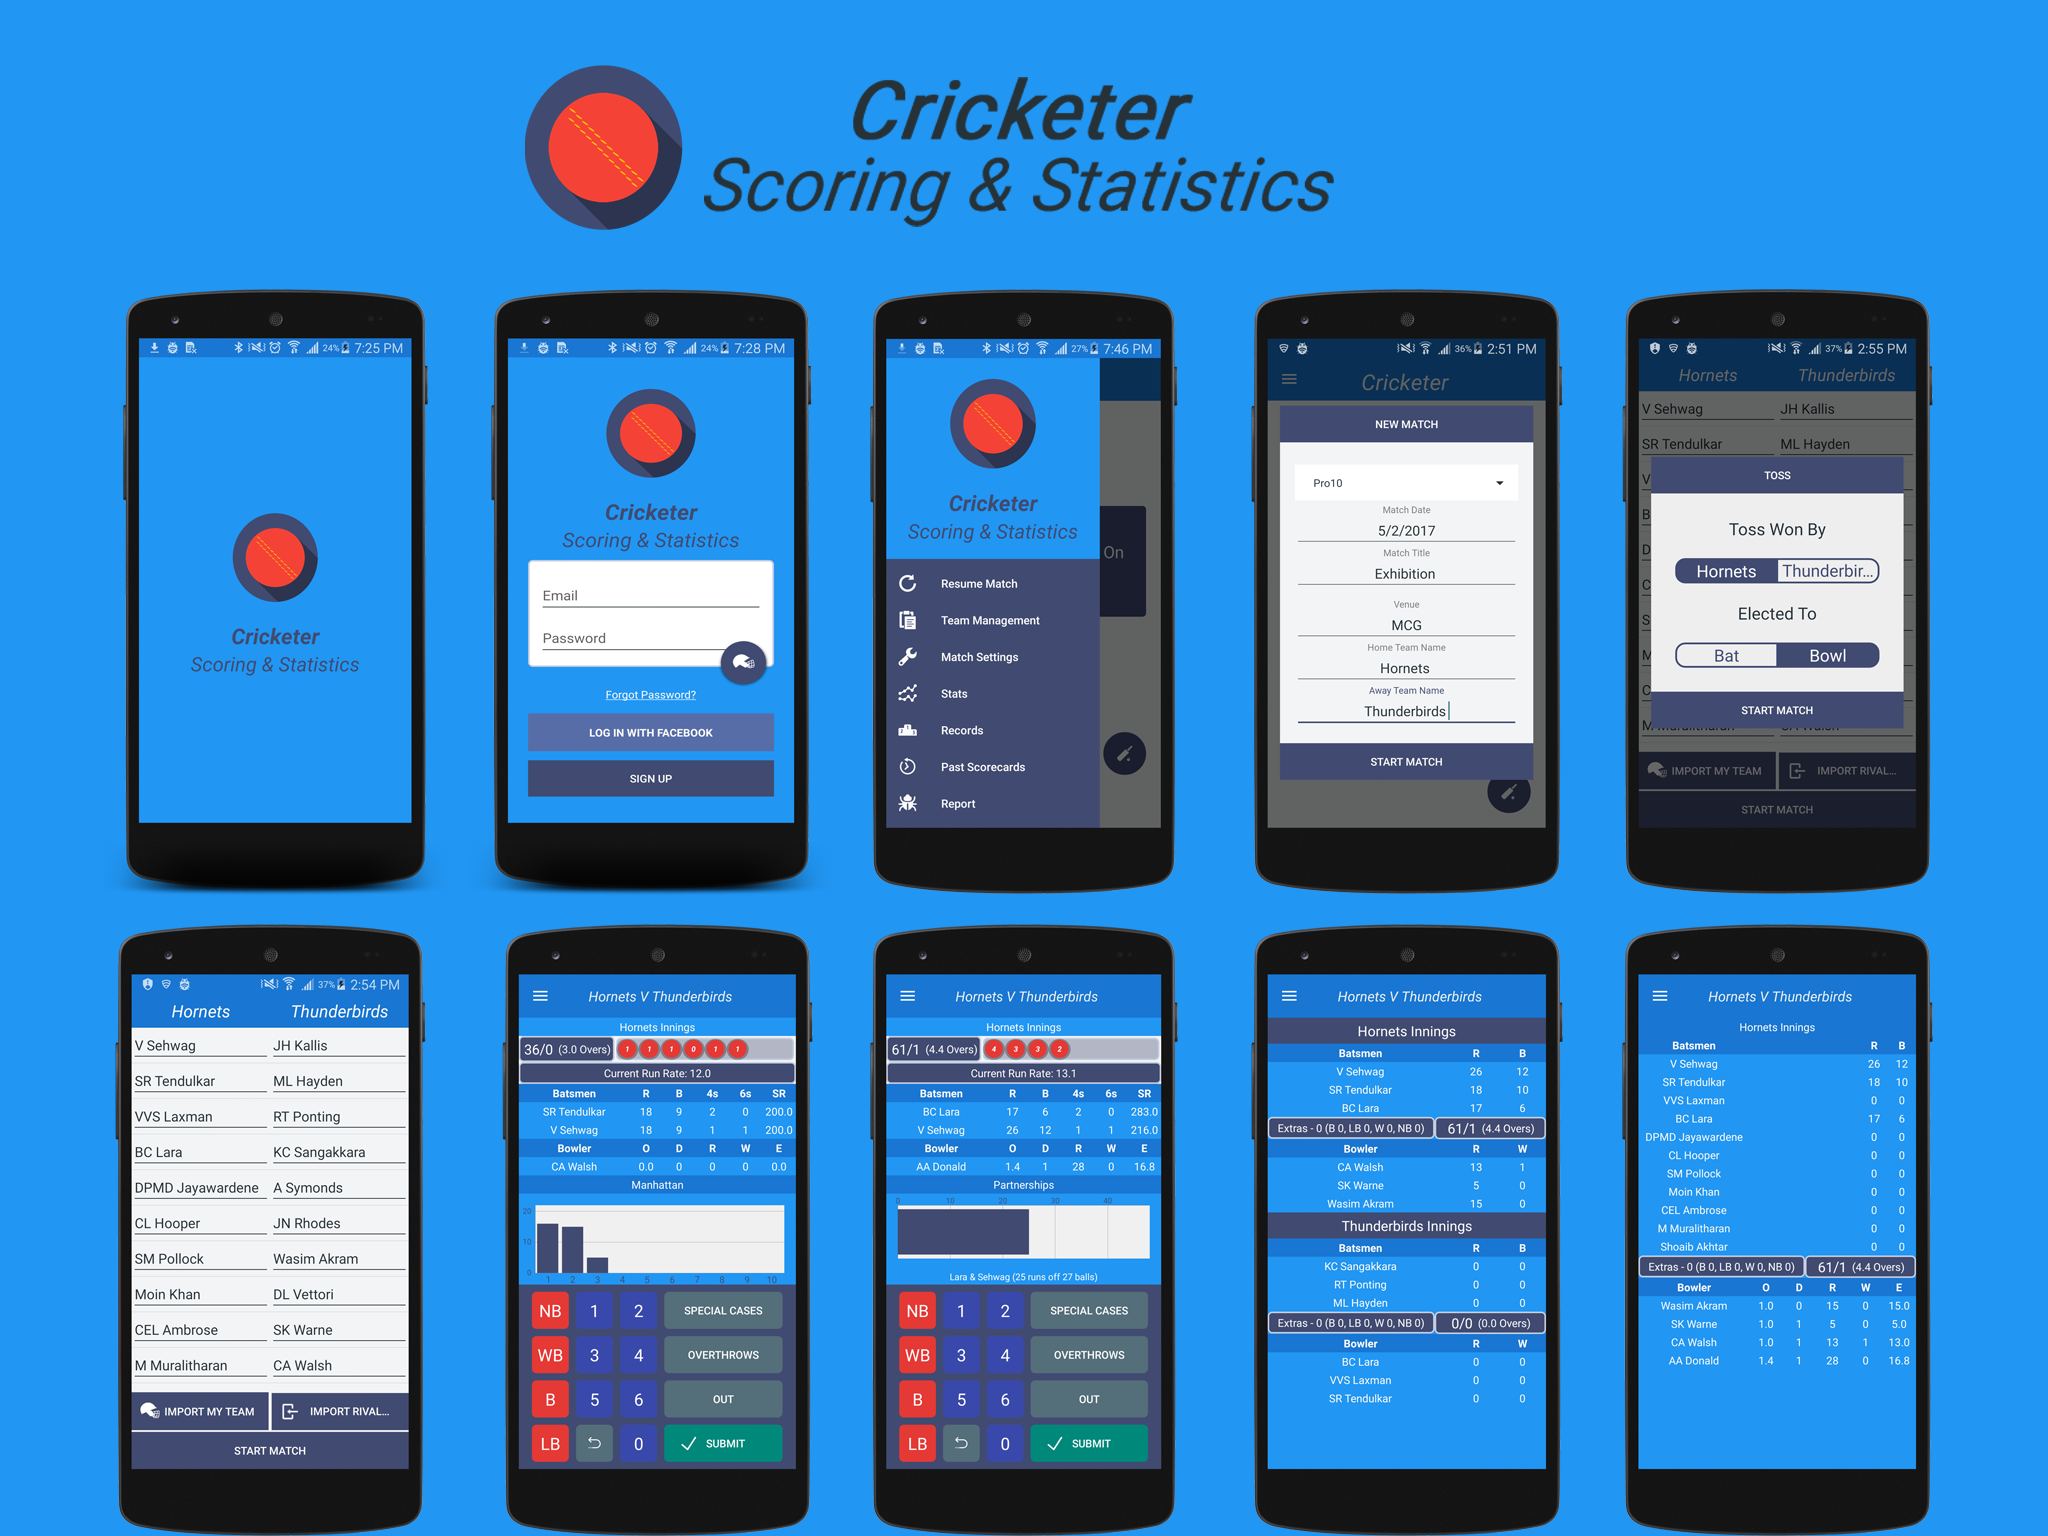 Cricketer
Scoring & Statistics
24% 7:25 PM
Cricketer
Scoring & Statistics
24% 7:28 PM
Cricketer
Scoring & Statistics
Email
Password
Forgot Password?
LOG IN WITH FACEBOOK
SIGN UP
27% 7:46 PM
Cricketer
Scoring & Statistics
On
Resume Match
Team Management
Match Settings
Stats
Records
Past Scorecards
Report
36% 2:51 PM
Cricketer
NEW MATCH
Pro10
Match Date
5/2/2017
Match Title
Exhibition
Venue
MCG
Home Team Name
Hornets
Away Team Name
Thunderbirds
START MATCH
37% 2:55 PM
Hornets Thunderbirds
V Sehwag JH Kallis
SR Tendulkar ML Hayden
TOSS
Toss Won By
Hornets Thunderbir...
Elected To
Bat Bowl
START MATCH
M Muralitharan CA Walsh
IMPORT MY TEAM IMPORT RIVAL...
START MATCH
37% 2:54 PM
Hornets Thunderbirds
V Sehwag JH Kallis
SR Tendulkar ML Hayden
VVS Laxman RT Ponting
BC Lara KC Sangakkara
DPMD Jayawardene A Symonds
CL Hooper JN Rhodes
SM Pollock Wasim Akram
Moin Khan DL Vettori
CEL Ambrose SK Warne
M Muralitharan CA Walsh
IMPORT MY TEAM IMPORT RIVAL...
START MATCH
Hornets V Thunderbirds
Hornets Innings
36/0 (3.0 Overs) 1 1 1 0 1 1
Current Run Rate: 12.0
Batsmen R B 4s 6s SR
SR Tendulkar 18 9 2 0 200.0
V Sehwag 18 9 1 1 200.0
Bowler O D R W E
CA Walsh 0.0 0 0 0 0.0
Manhattan
20
10
0
1 2 3 4 5 6 7 8 9 10
NB 1 2 SPECIAL CASES
WB 3 4 OVERTHROWS
B 5 6 OUT
LB 0 SUBMIT
Hornets V Thunderbirds
Hornets Innings
61/1 (4.4 Overs) 4 3 3 2
Current Run Rate: 13.1
Batsmen R B 4s 6s SR
BC Lara 17 6 2 0 283.0
V Sehwag 26 12 1 1 216.0
Bowler O D R W E
AA Donald 1.4 1 28 0 16.8
Partnerships
0 10 20 30 40
Lara & Sehwag (25 runs off 27 balls)
NB 1 2 SPECIAL CASES
WB 3 4 OVERTHROWS
B 5 6 OUT
LB 0 SUBMIT
Hornets V Thunderbirds
Hornets Innings
Batsmen R B
V Sehwag 26 12
SR Tendulkar 18 10
BC Lara 17 6
Extras - 0 (B 0, LB 0, W 0, NB 0) 61/1 (4.4 Overs)
Bowler R W
CA Walsh 13 1
SK Warne 5 0
Wasim Akram 15 0
Thunderbirds Innings
Batsmen R B
KC Sangakkara 0 0
RT Ponting 0 0
ML Hayden 0 0
Extras - 0 (B 0, LB 0, W 0, NB 0) 0/0 (0.0 Overs)
Bowler R W
BC Lara 0 0
VVS Laxman 0 0
SR Tendulkar 0 0
Hornets V Thunderbirds
Hornets Innings
Batsmen R B
V Sehwag 26 12
SR Tendulkar 18 10
VVS Laxman 0 0
BC Lara 17 6
DPMD Jayawardene 0 0
CL Hooper 0 0
SM Pollock 0 0
Moin Khan 0 0
CEL Ambrose 0 0
M Muralitharan 0 0
Shoaib Akhtar 0 0
Extras - 0 (B 0, LB 0, W 0, NB 0) 61/1 (4.4 Overs)
Bowler O D R W E
Wasim Akram 1.0 0 15 0 15.0
SK Warne 1.0 1 5 0 5.0
CA Walsh 1.0 1 13 1 13.0
AA Donald 1.4 1 28 0 16.8